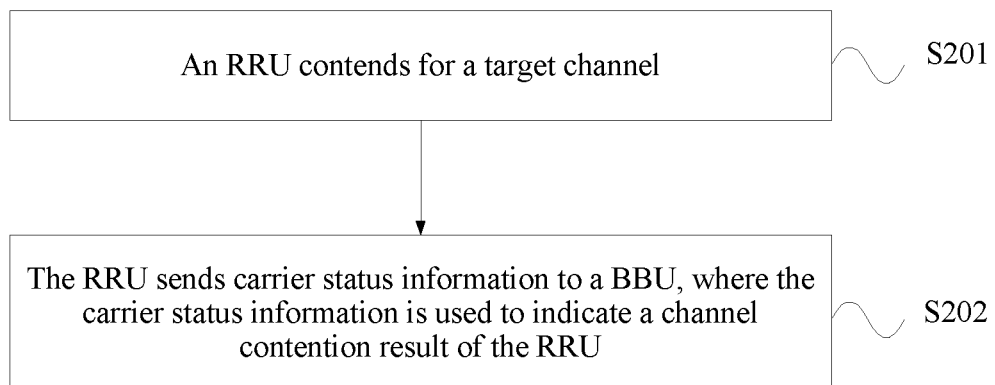 An RRU contends for a target channel
S201
The RRU sends carrier status information to a BBU, where the
carrier status information is used to indicate a channel
contention result of the RRU
S202